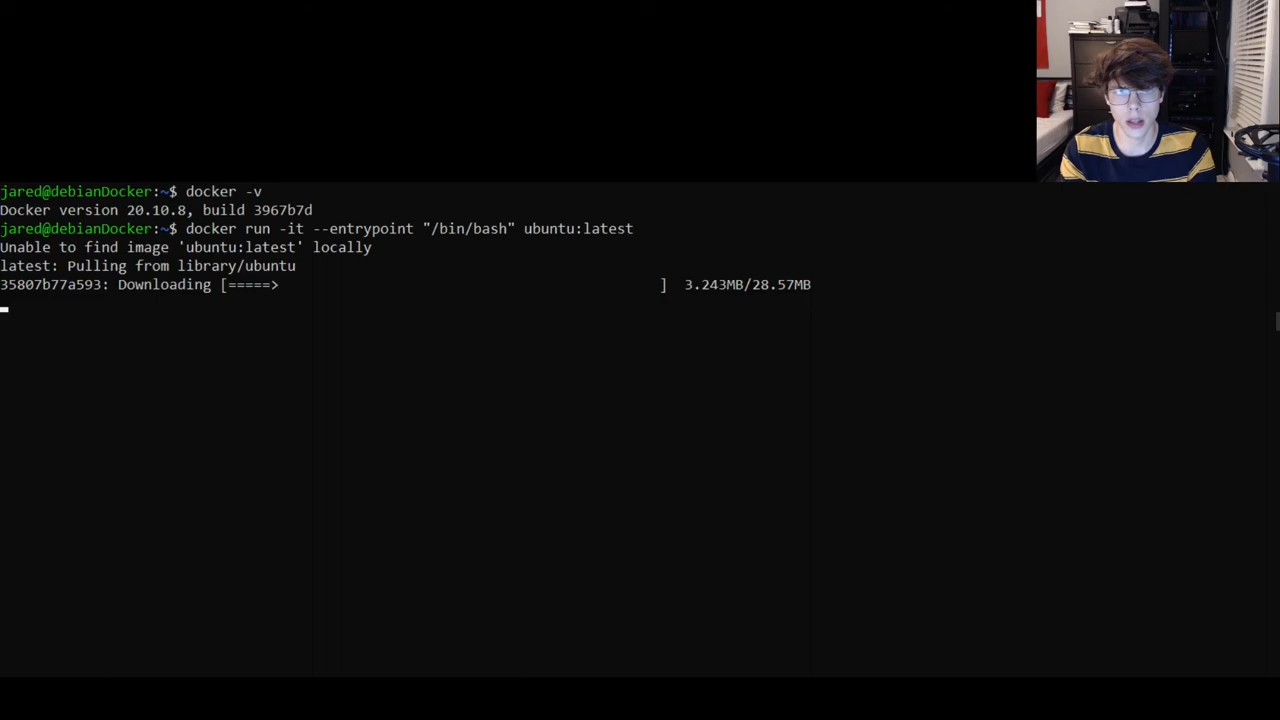 jared@debianDocker:~$ docker -v
Docker version 20.10.8, build 3967b7d
jared@debianDocker:~$ docker run -it --entrypoint "/bin/bash" ubuntu:latest
Unable to find image 'ubuntu:latest' locally
latest: Pulling from library/ubuntu
35807b77a593: Downloading [=====>                                             ]  3.243MB/28.57MB